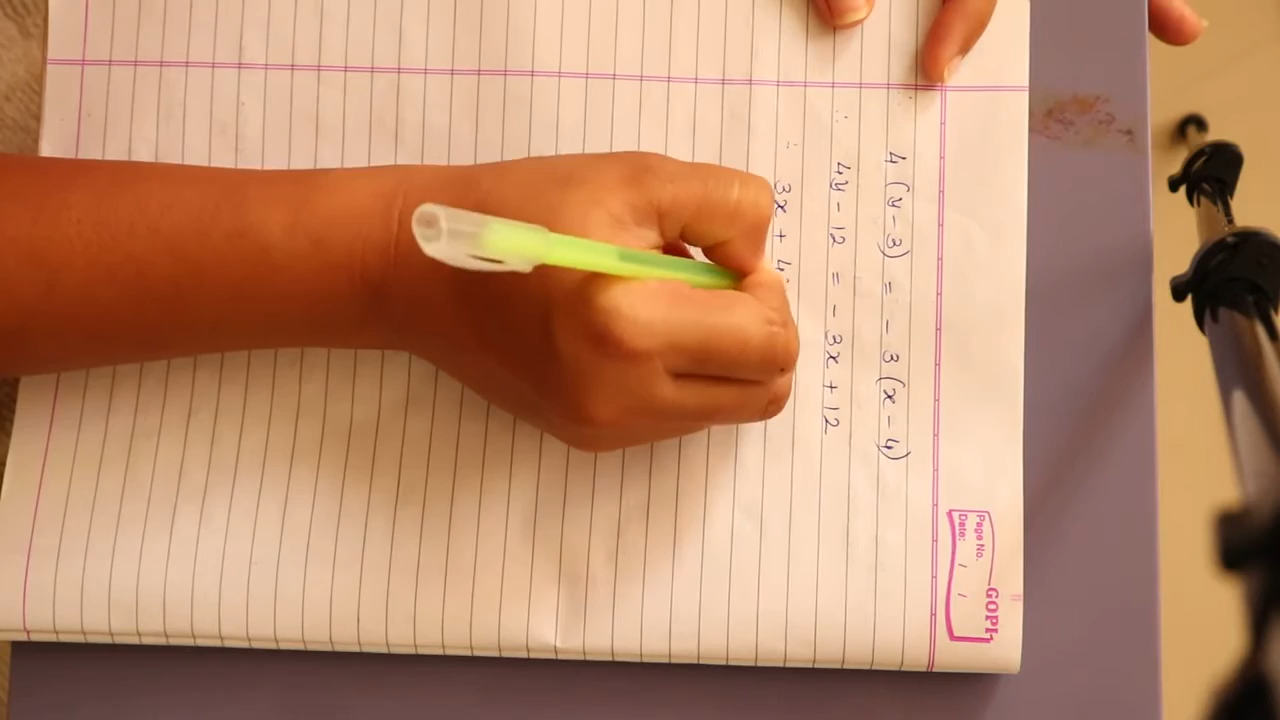 GOPI
Page No.
Date: / /
4 (y - 3) = - 3 (x - 4)
∴ 4y - 12 = - 3x + 12
3x + 4